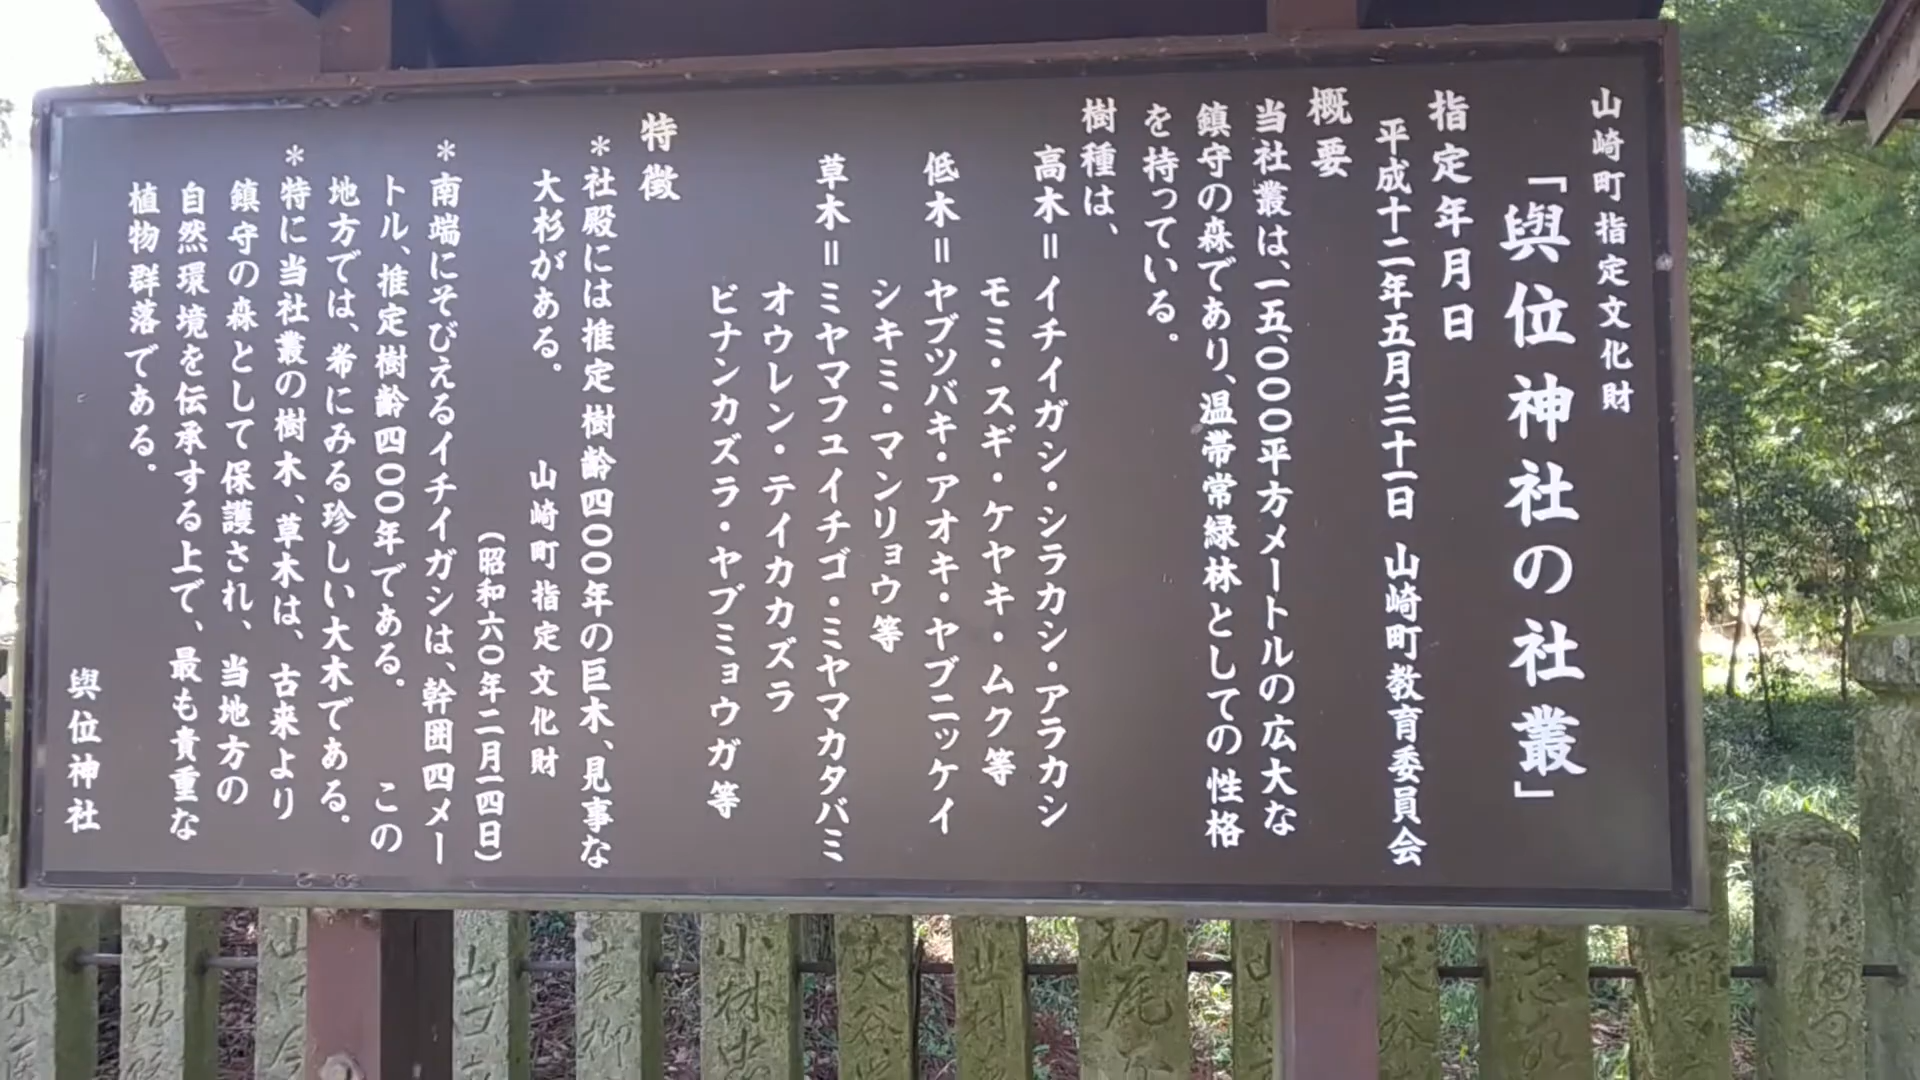 山崎町指定文化財
「與位神社の社叢」
指定年月日
平成十二年五月三十一日 山崎町教育委員会
概要
当社叢は、一五、〇〇〇平方メートルの広大な
鎮守の森であり、温帯常緑林としての性格
を持っている。
樹種は、
高木＝イチイガシ・シラカシ・アラカシ
モミ・スギ・ケヤキ・ムク等
低木＝ヤブツバキ・アオキ・ヤブニッケイ
シキミ・マンリョウ等
草木＝ミヤマフユイチゴ・ミヤマカタバミ
オウレン・テイカカズラ
ビナンカズラ・ヤブミョウガ等
特徴
＊社殿には推定樹齢四〇〇年の巨木、見事な
大杉がある。 山崎町指定文化財
（昭和六〇年二月一四日）
＊南端にそびえるイチイガシは、幹囲四メー
トル、推定樹齢四〇〇年である。 この
地方では、希にみる珍しい大木である。
＊特に当社叢の樹木、草木は、古来より
鎮守の森として保護され、当地方の
自然環境を伝承する上で、最も貴重な
植物群落である。
與位神社
小林
山村
初尾
大谷